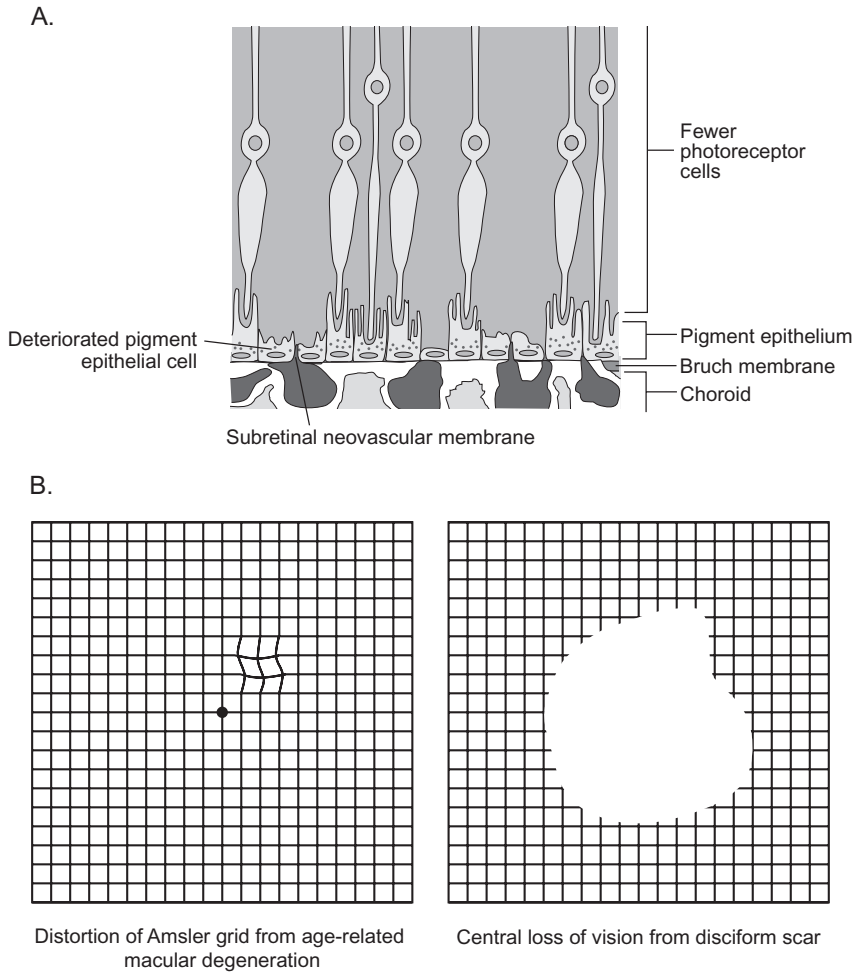 A.
Fewer
photoreceptor
cells
Deteriorated pigment
epithelial cell
Pigment epithelium
Bruch membrane
Choroid
Subretinal neovascular membrane
B.
Distortion of Amsler grid from age-related
macular degeneration
Central loss of vision from disciform scar